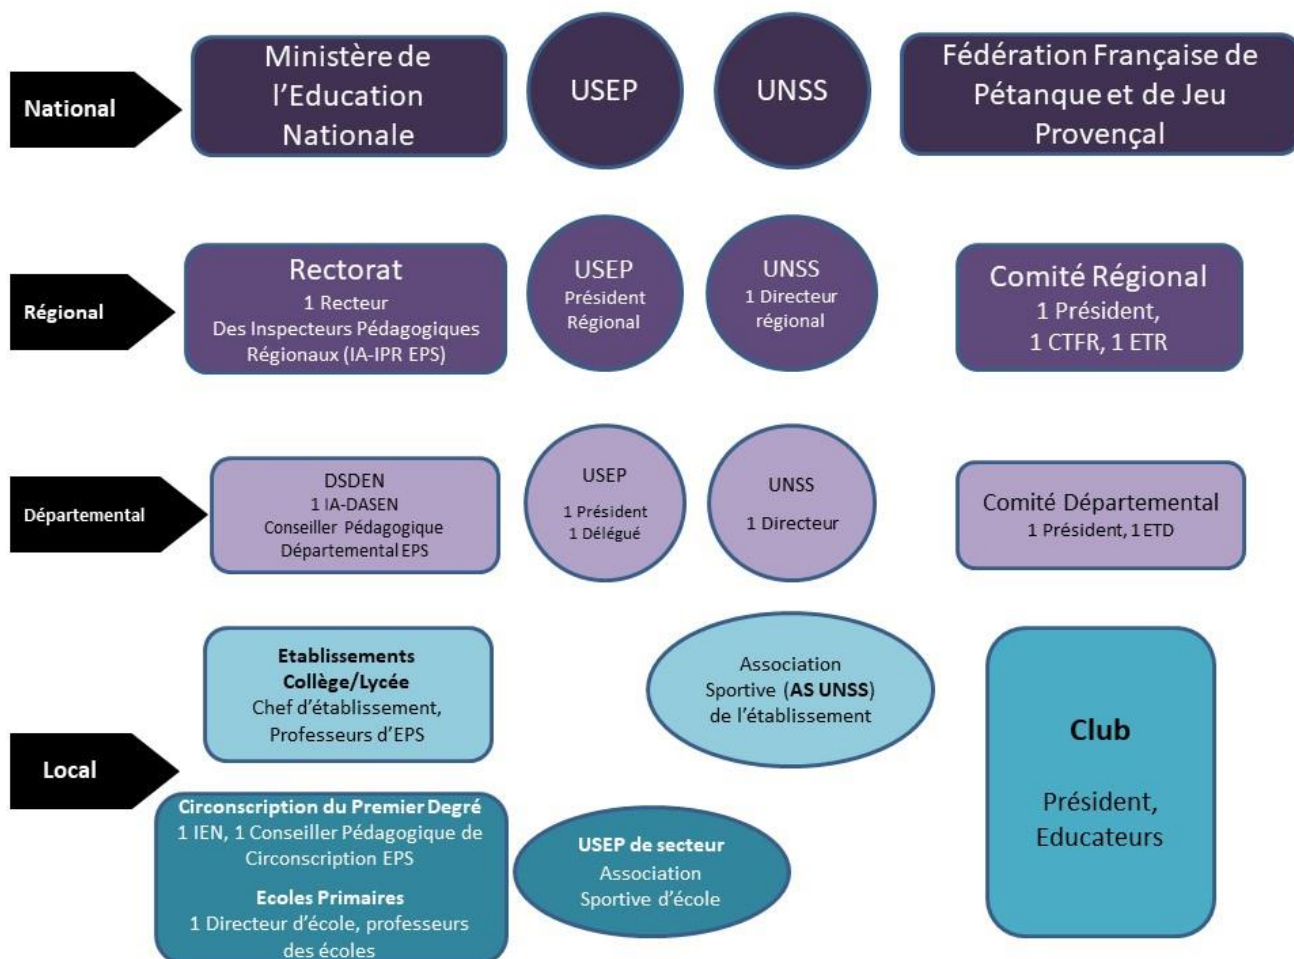 National
Ministère de
l’Education
Nationale
USEP
UNSS
Fédération Française de
Pétanque et de Jeu
Provençal
Régional
Rectorat
1 Recteur
Des Inspecteurs Pédagogiques
Régionaux (IA-IPR EPS)
USEP
Président
Régional
UNSS
1 Directeur
régional
Comité Régional
1 Président,
1 CTFR, 1 ETR
Départemental
DSDEN
1 IA-DASEN
Conseiller Pédagogique
Départemental EPS
USEP
1 Président
1 Délégué
UNSS
1 Directeur
Comité Départemental
1 Président, 1 ETD
Local
Etablissements
Collège/Lycée
Chef d’établissement,
Professeurs d’EPS
Association
Sportive (AS UNSS)
de l’établissement
Club
Président,
Educateurs
Circonscription du Premier Degré
1 IEN, 1 Conseiller Pédagogique de
Circonscription EPS
Ecoles Primaires
1 Directeur d’école, professeurs
des écoles
USEP de secteur
Association
Sportive d’école